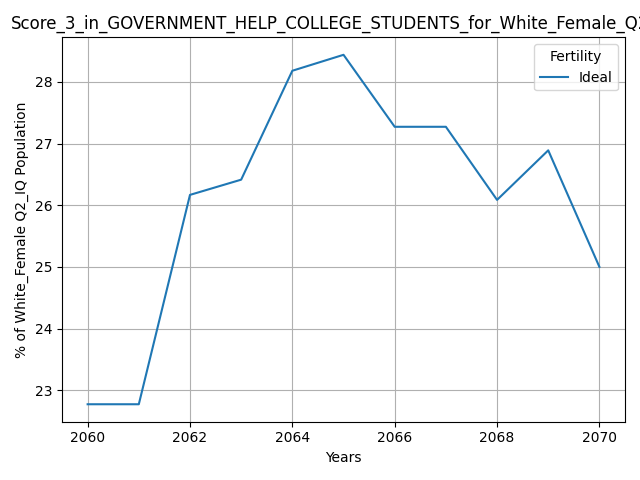 Score_3_in_GOVERNMENT_HELP_COLLEGE_STUDENTS_for_White_Female_Q2
Fertility
Ideal
% of White_Female Q2_IQ Population
28
27
26
25
24
23
2060 2062 2064 2066 2068 2070
Years